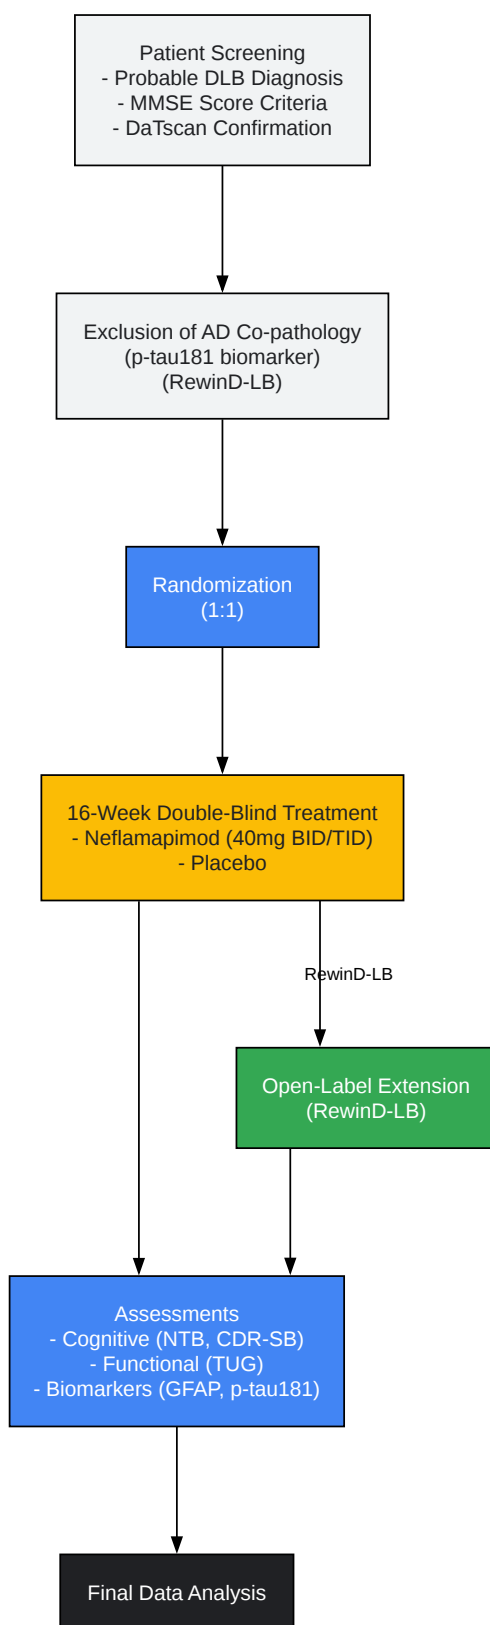 Patient Screening
- Probable DLB Diagnosis
- MMSE Score Criteria
- DaTscan Confirmation
Exclusion of AD Co-pathology
(p-tau181 biomarker)
(RewinD-LB)
Randomization
(1:1)
16-Week Double-Blind Treatment
- Neflamapimod (40mg BID/TID)
- Placebo
RewinD-LB
Open-Label Extension
(RewinD-LB)
Assessments
- Cognitive (NTB, CDR-SB)
- Functional (TUG)
- Biomarkers (GFAP, p-tau181)
Final Data Analysis